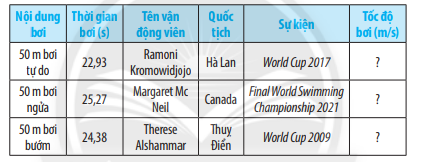 Nội dung bơi Thời gian bơi (s) Tên vận động viên Quốc tịch Sự kiện Tốc độ bơi (m/s)
50 m bơi tự do 22,93 Ramoni Kromowidjojo Hà Lan World Cup 2017 ?
50 m bơi ngửa 25,27 Margaret Mc Neil Canada Final World Swimming Championship 2021 ?
50 m bơi bướm 24,38 Therese Alshammar Thuỵ Điển World Cup 2009 ?